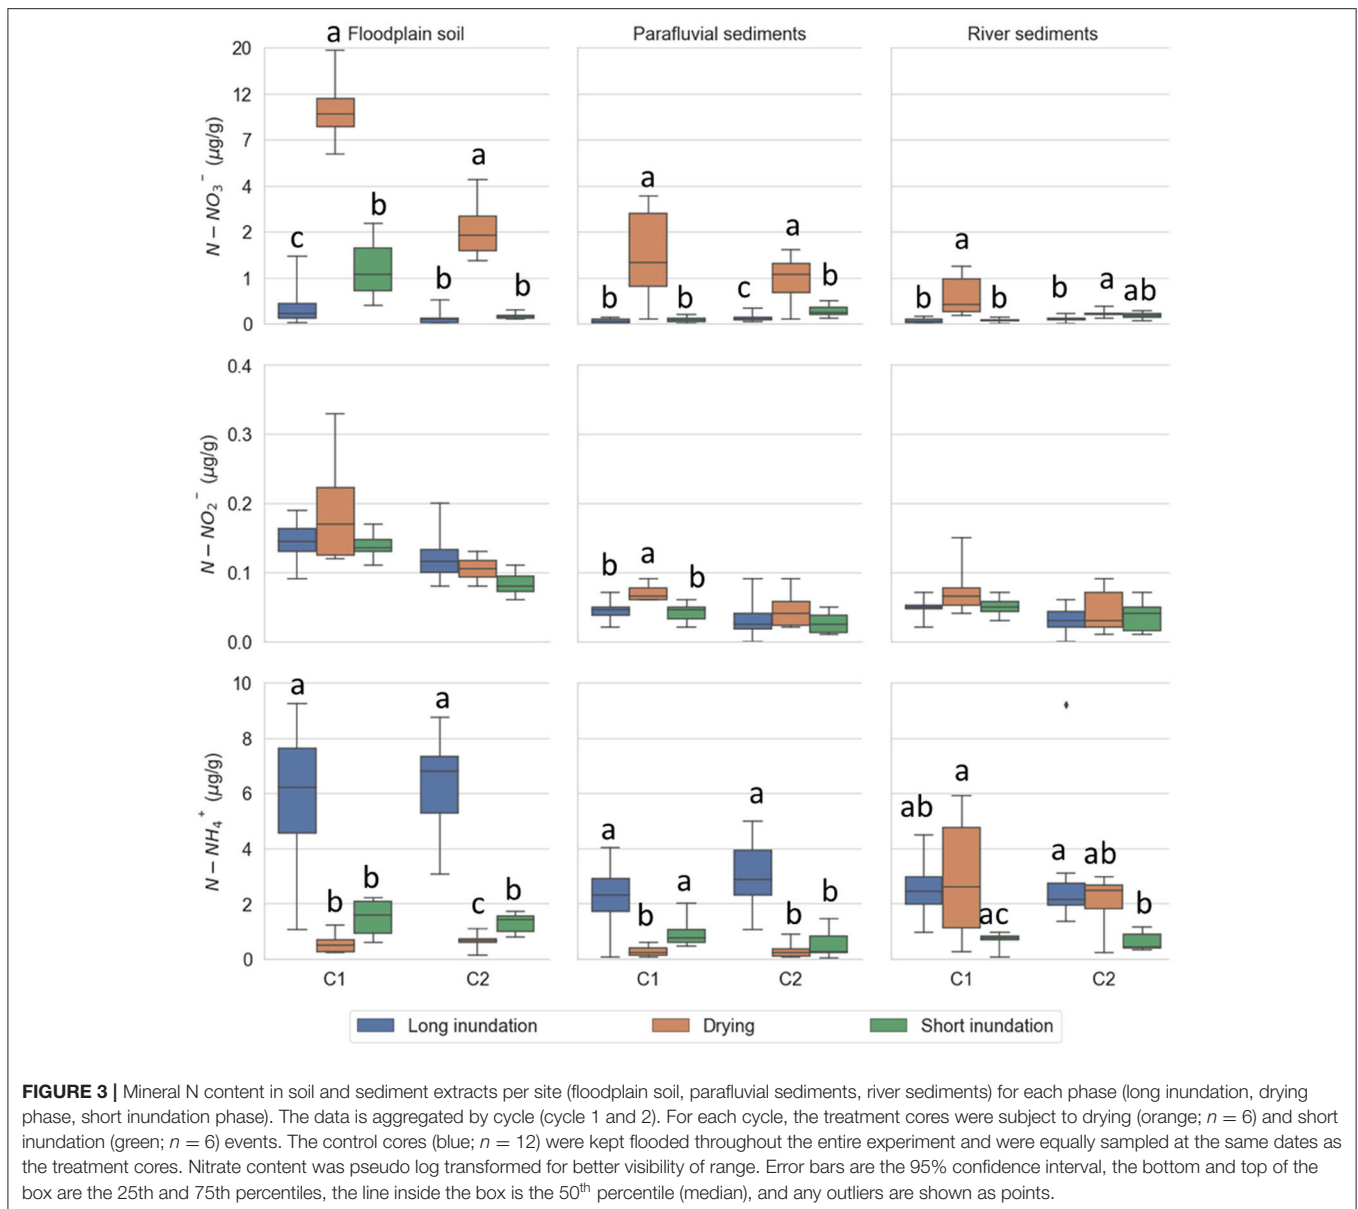 Floodplain soil
Parafluvial sediments
River sediments
N − NO₃⁻ (μg/g)
20
12
7
4
2
1
0
a
c
b
b
a
b
b
a
b
c
a
b
b
a
b
b
a
ab
N − NO₂⁻ (μg/g)
0.4
0.3
0.2
0.1
0.0
b
a
b
N − NH₄⁺ (μg/g)
10
8
6
4
2
0
a
b
b
a
c
b
a
b
a
a
b
b
ab
a
ac
a
ab
b
C1
C2
C1
C2
C1
C2
Long inundation
Drying
Short inundation
FIGURE 3 | Mineral N content in soil and sediment extracts per site (floodplain soil, parafluvial sediments, river sediments) for each phase (long inundation, drying
phase, short inundation phase). The data is aggregated by cycle (cycle 1 and 2). For each cycle, the treatment cores were subject to drying (orange; n = 6) and short
inundation (green; n = 6) events. The control cores (blue; n = 12) were kept flooded throughout the entire experiment and were equally sampled at the same dates as
the treatment cores. Nitrate content was pseudo log transformed for better visibility of range. Error bars are the 95% confidence interval, the bottom and top of the
box are the 25th and 75th percentiles, the line inside the box is the 50th percentile (median), and any outliers are shown as points.